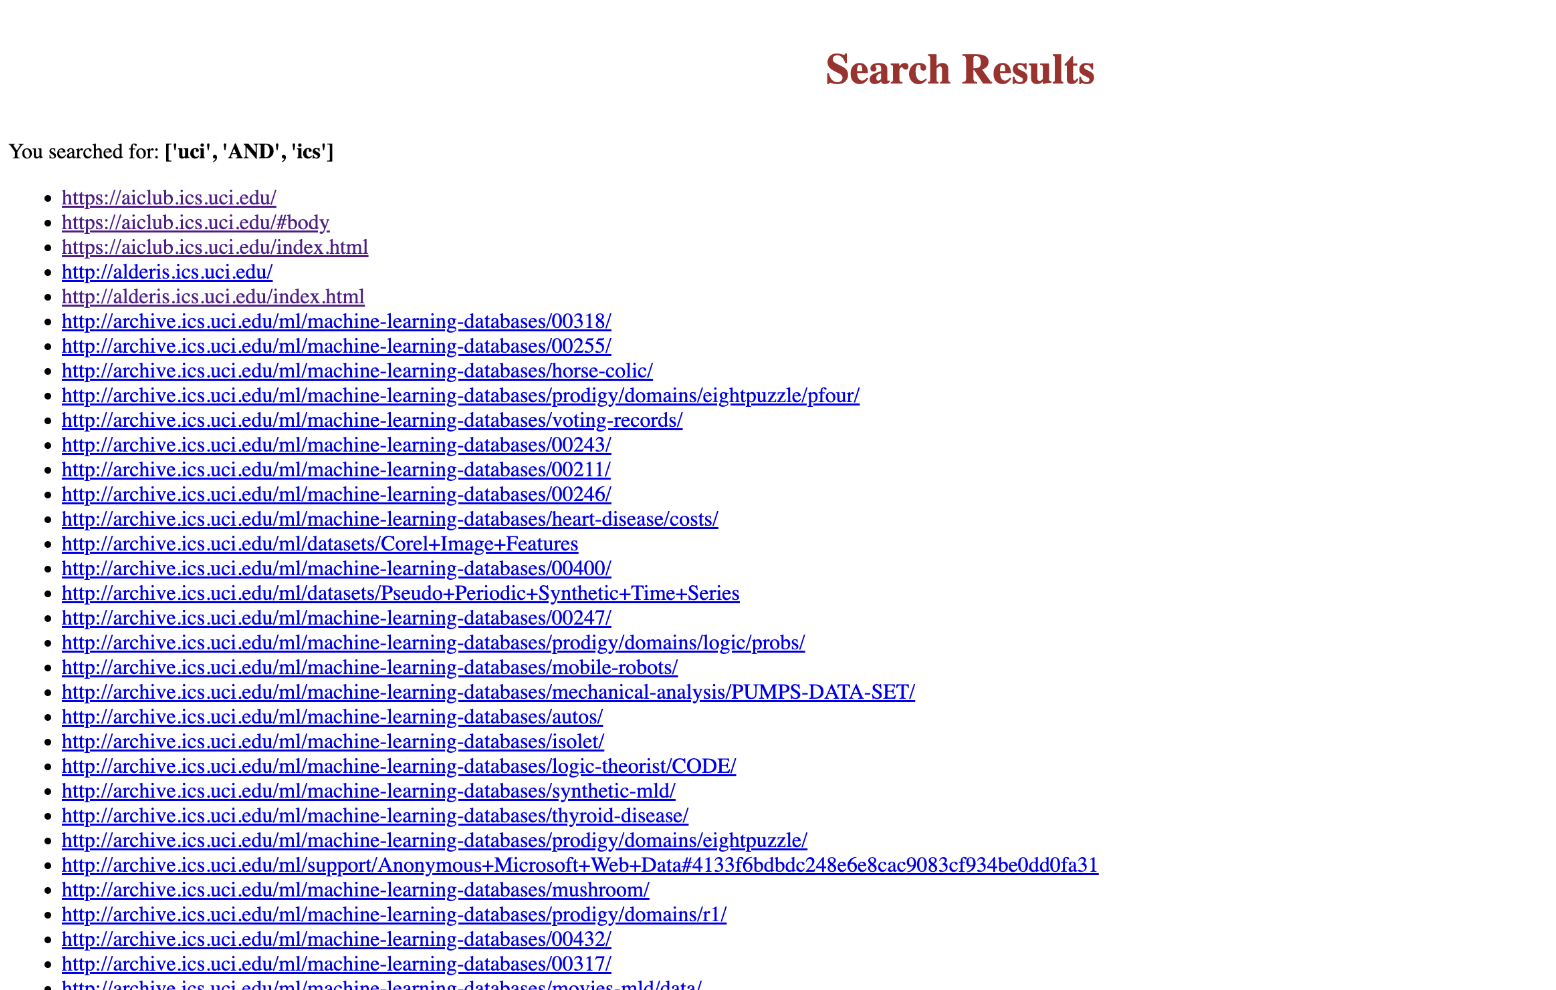 Search Results
You searched for: ['uci', 'AND', 'ics']
https://aiclub.ics.uci.edu/
https://aiclub.ics.uci.edu/#body
https://aiclub.ics.uci.edu/index.html
http://alderis.ics.uci.edu/
http://alderis.ics.uci.edu/index.html
http://archive.ics.uci.edu/ml/machine-learning-databases/00318/
http://archive.ics.uci.edu/ml/machine-learning-databases/00255/
http://archive.ics.uci.edu/ml/machine-learning-databases/horse-colic/
http://archive.ics.uci.edu/ml/machine-learning-databases/prodigy/domains/eightpuzzle/pfour/
http://archive.ics.uci.edu/ml/machine-learning-databases/voting-records/
http://archive.ics.uci.edu/ml/machine-learning-databases/00243/
http://archive.ics.uci.edu/ml/machine-learning-databases/00211/
http://archive.ics.uci.edu/ml/machine-learning-databases/00246/
http://archive.ics.uci.edu/ml/machine-learning-databases/heart-disease/costs/
http://archive.ics.uci.edu/ml/datasets/Corel+Image+Features
http://archive.ics.uci.edu/ml/machine-learning-databases/00400/
http://archive.ics.uci.edu/ml/datasets/Pseudo+Periodic+Synthetic+Time+Series
http://archive.ics.uci.edu/ml/machine-learning-databases/00247/
http://archive.ics.uci.edu/ml/machine-learning-databases/prodigy/domains/logic/probs/
http://archive.ics.uci.edu/ml/machine-learning-databases/mobile-robots/
http://archive.ics.uci.edu/ml/machine-learning-databases/mechanical-analysis/PUMPS-DATA-SET/
http://archive.ics.uci.edu/ml/machine-learning-databases/autos/
http://archive.ics.uci.edu/ml/machine-learning-databases/isolet/
http://archive.ics.uci.edu/ml/machine-learning-databases/logic-theorist/CODE/
http://archive.ics.uci.edu/ml/machine-learning-databases/synthetic-mld/
http://archive.ics.uci.edu/ml/machine-learning-databases/thyroid-disease/
http://archive.ics.uci.edu/ml/machine-learning-databases/prodigy/domains/eightpuzzle/
http://archive.ics.uci.edu/ml/support/Anonymous+Microsoft+Web+Data#4133f6bdbdc248e6e8cac9083cf934be0dd0fa31
http://archive.ics.uci.edu/ml/machine-learning-databases/mushroom/
http://archive.ics.uci.edu/ml/machine-learning-databases/prodigy/domains/r1/
http://archive.ics.uci.edu/ml/machine-learning-databases/00432/
http://archive.ics.uci.edu/ml/machine-learning-databases/00317/
http://archive.ics.uci.edu/ml/machine-learning-databases/movies-mld/data/